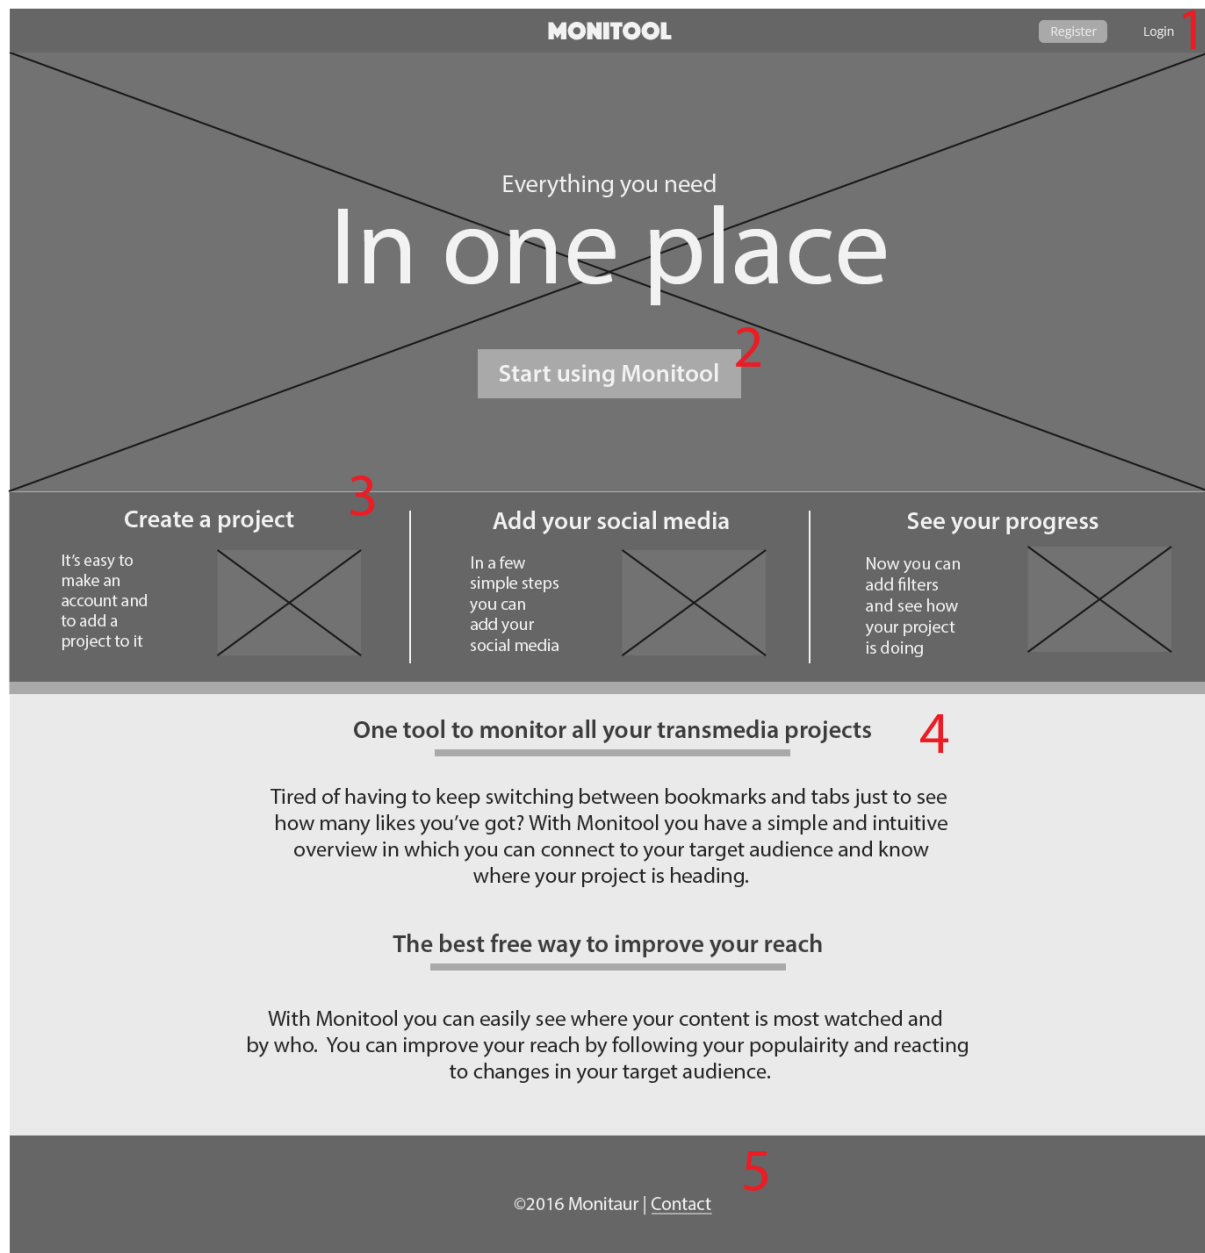 MONITOOL
Register
Login
1
Everything you need
In one place
2
Start using Monitool
3
Create a project
It's easy to
make an
account and
to add a
project to it
Add your social media
In a few
simple steps
you can
add your
social media
See your progress
Now you can
add filters
and see how
your project
is doing
One tool to monitor all your transmedia projects
4
Tired of having to keep switching between bookmarks and tabs just to see
how many likes you've got? With Monitool you have a simple and intuitive
overview in which you can connect to your target audience and know
where your project is heading.
The best free way to improve your reach
With Monitool you can easily see where your content is most watched and
by who.  You can improve your reach by following your populairity and reacting
to changes in your target audience.
5
©2016 Monitaur | Contact